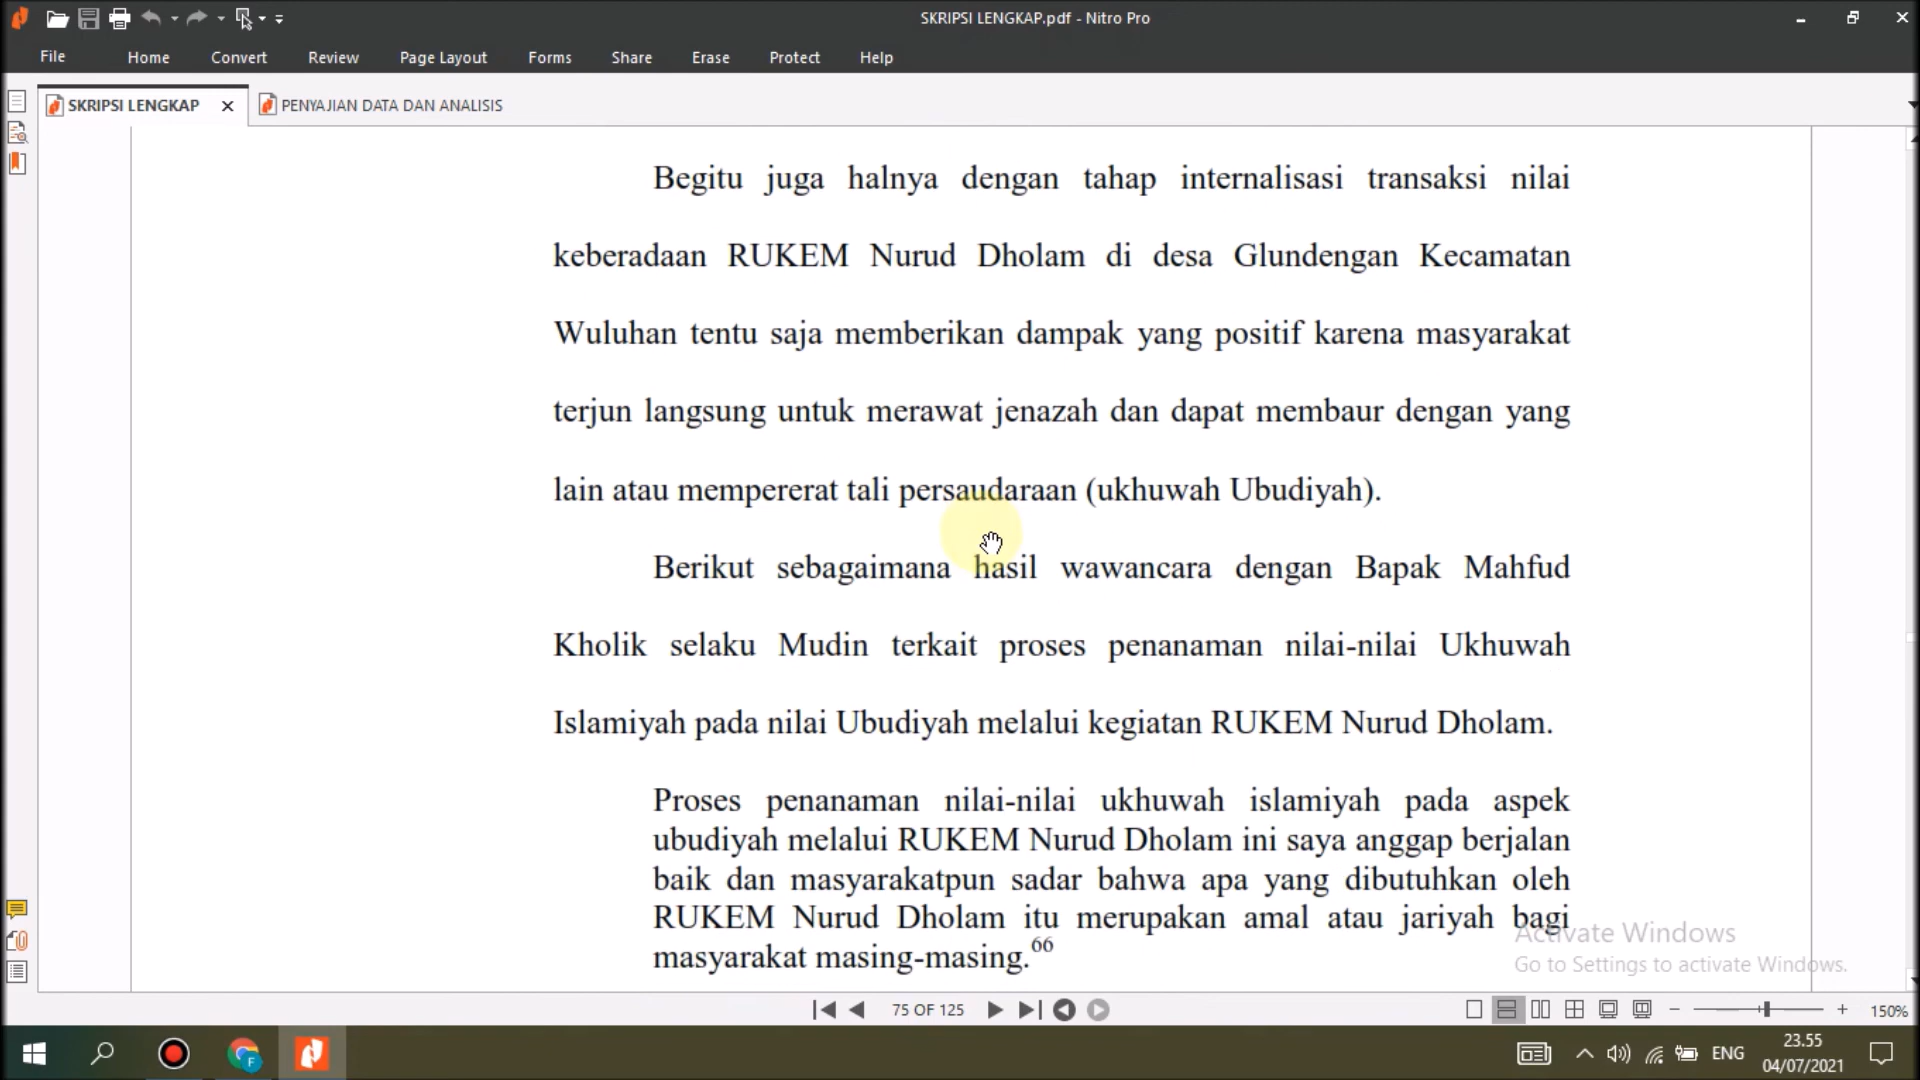 SKRIPSI LENGKAP.pdf - Nitro Pro
File Home Convert Review Page Layout Forms Share Erase Protect Help
SKRIPSI LENGKAP PENYAJIAN DATA DAN ANALISIS
Begitu juga halnya dengan tahap internalisasi transaksi nilai
keberadaan RUKEM Nurud Dholam di desa Glundengan Kecamatan
Wuluhan tentu saja memberikan dampak yang positif karena masyarakat
terjun langsung untuk merawat jenazah dan dapat membaur dengan yang
lain atau mempererat tali persaudaraan (ukhuwah Ubudiyah).
Berikut sebagaimana hasil wawancara dengan Bapak Mahfud
Kholik selaku Mudin terkait proses penanaman nilai-nilai Ukhuwah
Islamiyah pada nilai Ubudiyah melalui kegiatan RUKEM Nurud Dholam.
Proses penanaman nilai-nilai ukhuwah islamiyah pada aspek
ubudiyah melalui RUKEM Nurud Dholam ini saya anggap berjalan
baik dan masyarakatpun sadar bahwa apa yang dibutuhkan oleh
RUKEM Nurud Dholam itu merupakan amal atau jariyah bagi
masyarakat masing-masing.66
Activate Windows
Go to Settings to activate Windows.
75 OF 125
150%
F
ENG
23.55
04/07/2021